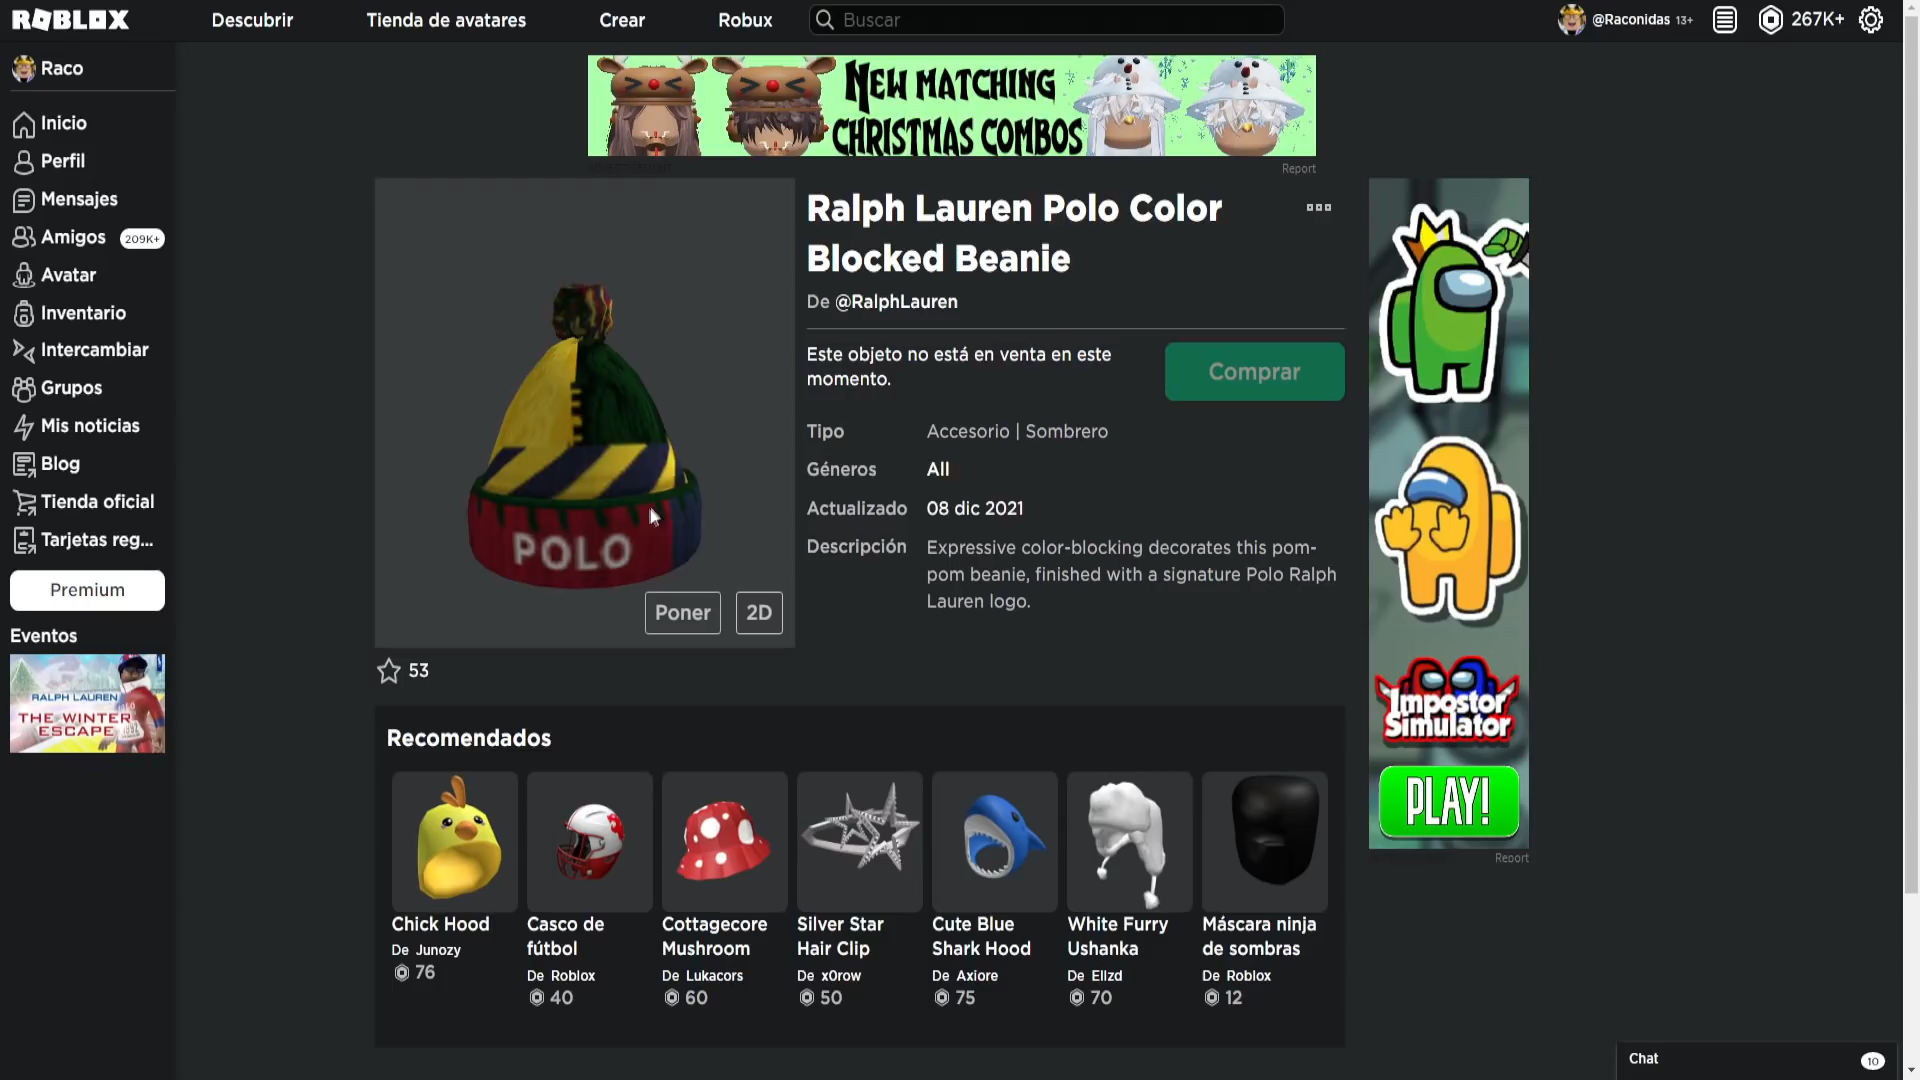 ROBLOX
Descubrir
Tienda de avatares
Crear
Robux
Buscar
@Raconidas 13+
267K+
Raco
Inicio
Perfil
Mensajes
Amigos 209K+
Avatar
Inventario
Intercambiar
Grupos
Mis noticias
Blog
Tienda oficial
Tarjetas reg...
Premium
Eventos
RALPH LAUREN
THE WINTER
ESCAPE
NEW MATCHING
CHRISTMAS COMBOS
Report
POLO
Poner
2D
53
Ralph Lauren Polo Color
Blocked Beanie
De @RalphLauren
Este objeto no está en venta en este
momento.
Comprar
Tipo Accesorio | Sombrero
Géneros All
Actualizado 08 dic 2021
Descripción Expressive color-blocking decorates this pom-
pom beanie, finished with a signature Polo Ralph
Lauren logo.
Impostor
Simulator
PLAY!
Report
Recomendados
Chick Hood
De Junozy
76
Casco de
fútbol
De Roblox
40
Cottagecore
Mushroom
De Lukacors
60
Silver Star
Hair Clip
De x0row
50
Cute Blue
Shark Hood
De Axiore
75
White Furry
Ushanka
De Ellzd
70
Máscara ninja
de sombras
De Roblox
12
Chat
10